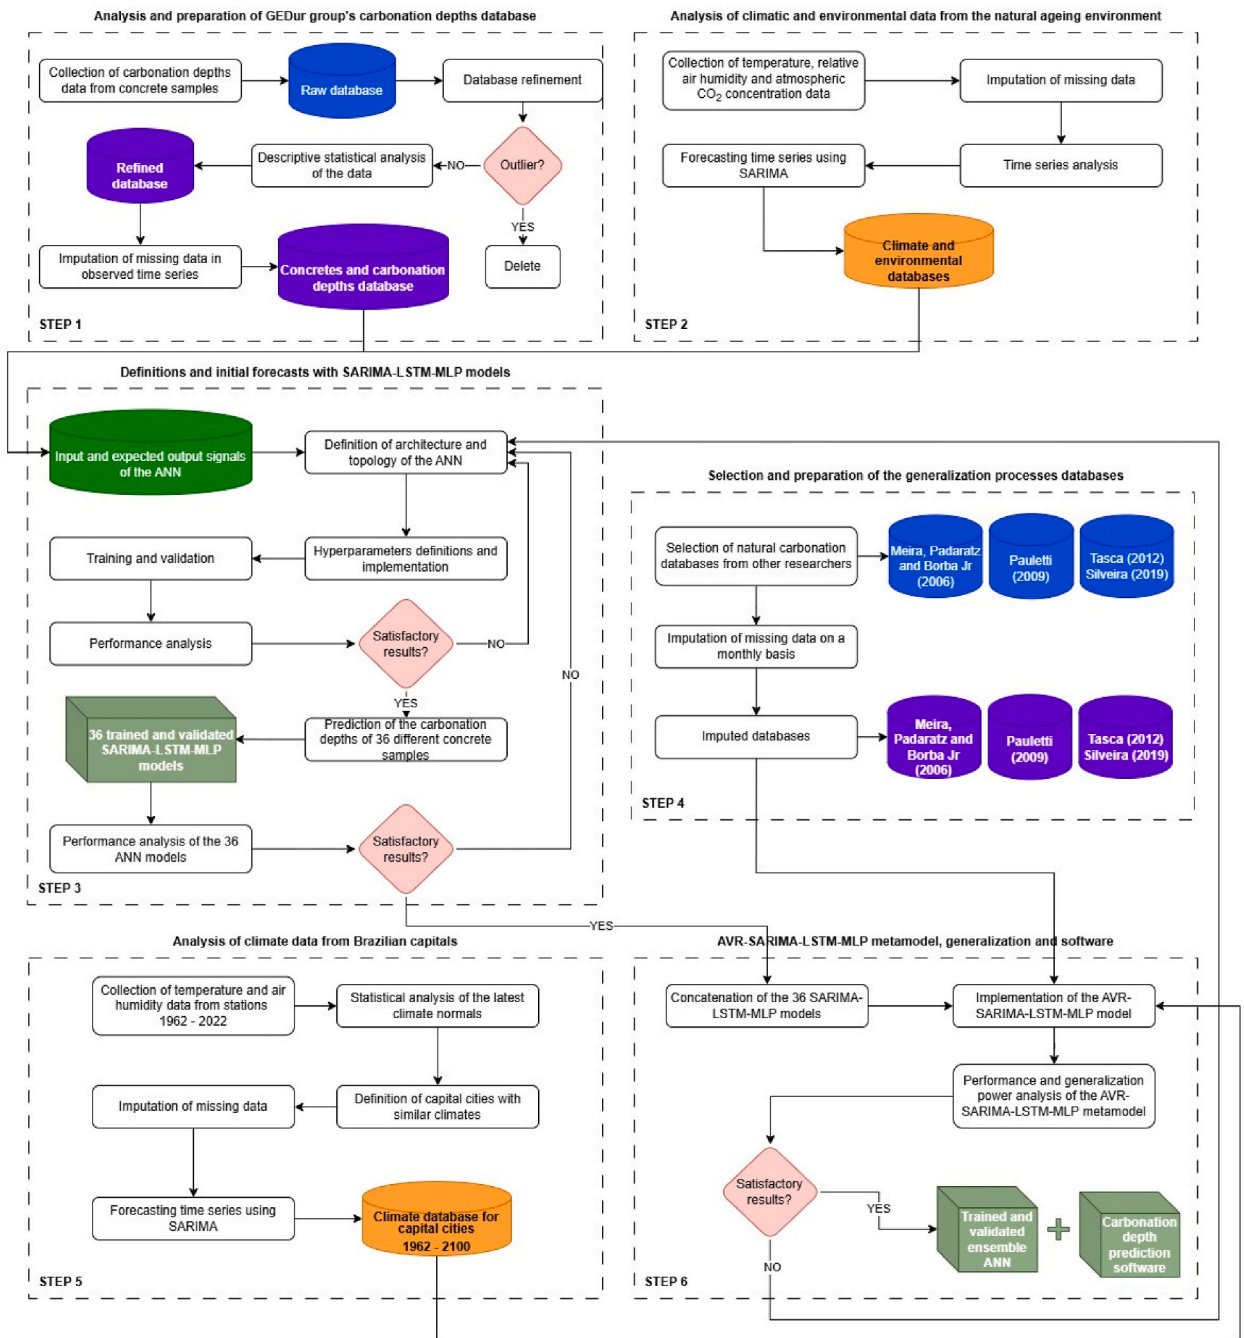 Analysis and preparation of GEDur group's carbonation depths database
Collection of carbonation depths
data from concrete samples
Raw database
Database refinement
Outlier?
NO
Descriptive statistical analysis
of the data
Refined
database
YES
Delete
Imputation of missing data in
observed time series
Concretes and carbonation
depths database
STEP 1
Analysis of climatic and environmental data from the natural ageing environment
Collection of temperature, relative
air humidity and atmospheric
CO2 concentration data
Imputation of missing data
Time series analysis
Forecasting time series using
SARIMA
Climate and
environmental
databases
STEP 2
Definitions and initial forecasts with SARIMA-LSTM-MLP models
Input and expected output signals
of the ANN
Definition of architecture and
topology of the ANN
Hyperparameters definitions and
implementation
Training and validation
Performance analysis
Satisfactory
results?
NO
YES
NO
Prediction of the carbonation
depths of 36 different concrete
samples
36 trained and validated
SARIMA-LSTM-MLP
models
Performance analysis of the 36
ANN models
Satisfactory
results?
STEP 3
YES
Selection and preparation of the generalization processes databases
Selection of natural carbonation
databases from other researchers
Meira, Padaratz
and Borba Jr
(2006)
Pauletti
(2009)
Tasca (2012)
Silveira (2019)
Imputation of missing data on a
monthly basis
Imputed databases
Meira,
Padaratz and
Borba Jr
(2006)
Pauletti
(2009)
Tasca (2012)
Silveira (2019)
STEP 4
Analysis of climate data from Brazilian capitals
Collection of temperature and air
humidity data from stations
1962 - 2022
Statistical analysis of the latest
climate normals
Definition of capital cities with
similar climates
Imputation of missing data
Forecasting time series using
SARIMA
Climate database for
capital cities
1962 - 2100
STEP 5
AVR-SARIMA-LSTM-MLP metamodel, generalization and software
Concatenation of the 36 SARIMA-
LSTM-MLP models
Implementation of the AVR-
SARIMA-LSTM-MLP model
Performance and generalization
power analysis of the AVR-
SARIMA-LSTM-MLP metamodel
Satisfactory
results?
YES
Trained and
validated
ensemble
ANN
Carbonation
depth
prediction
software
NO
STEP 6